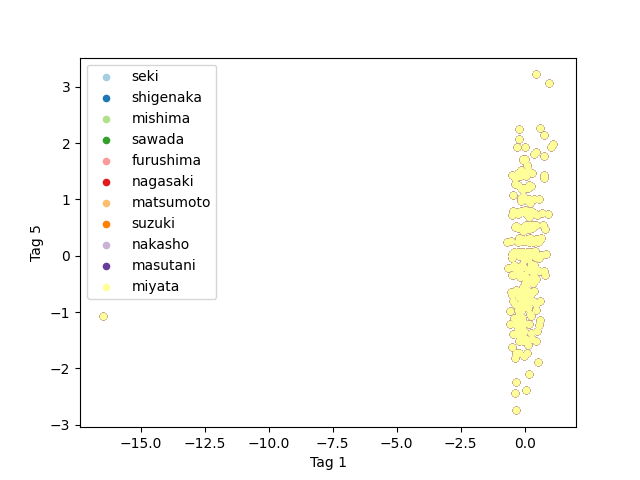 seki
shigenaka
mishima
sawada
furushima
nagasaki
matsumoto
suzuki
nakasho
masutani
miyata
3
2
1
0
−1
−2
−3
Tag 5
−15.0 −12.5 −10.0 −7.5 −5.0 −2.5 0.0
Tag 1